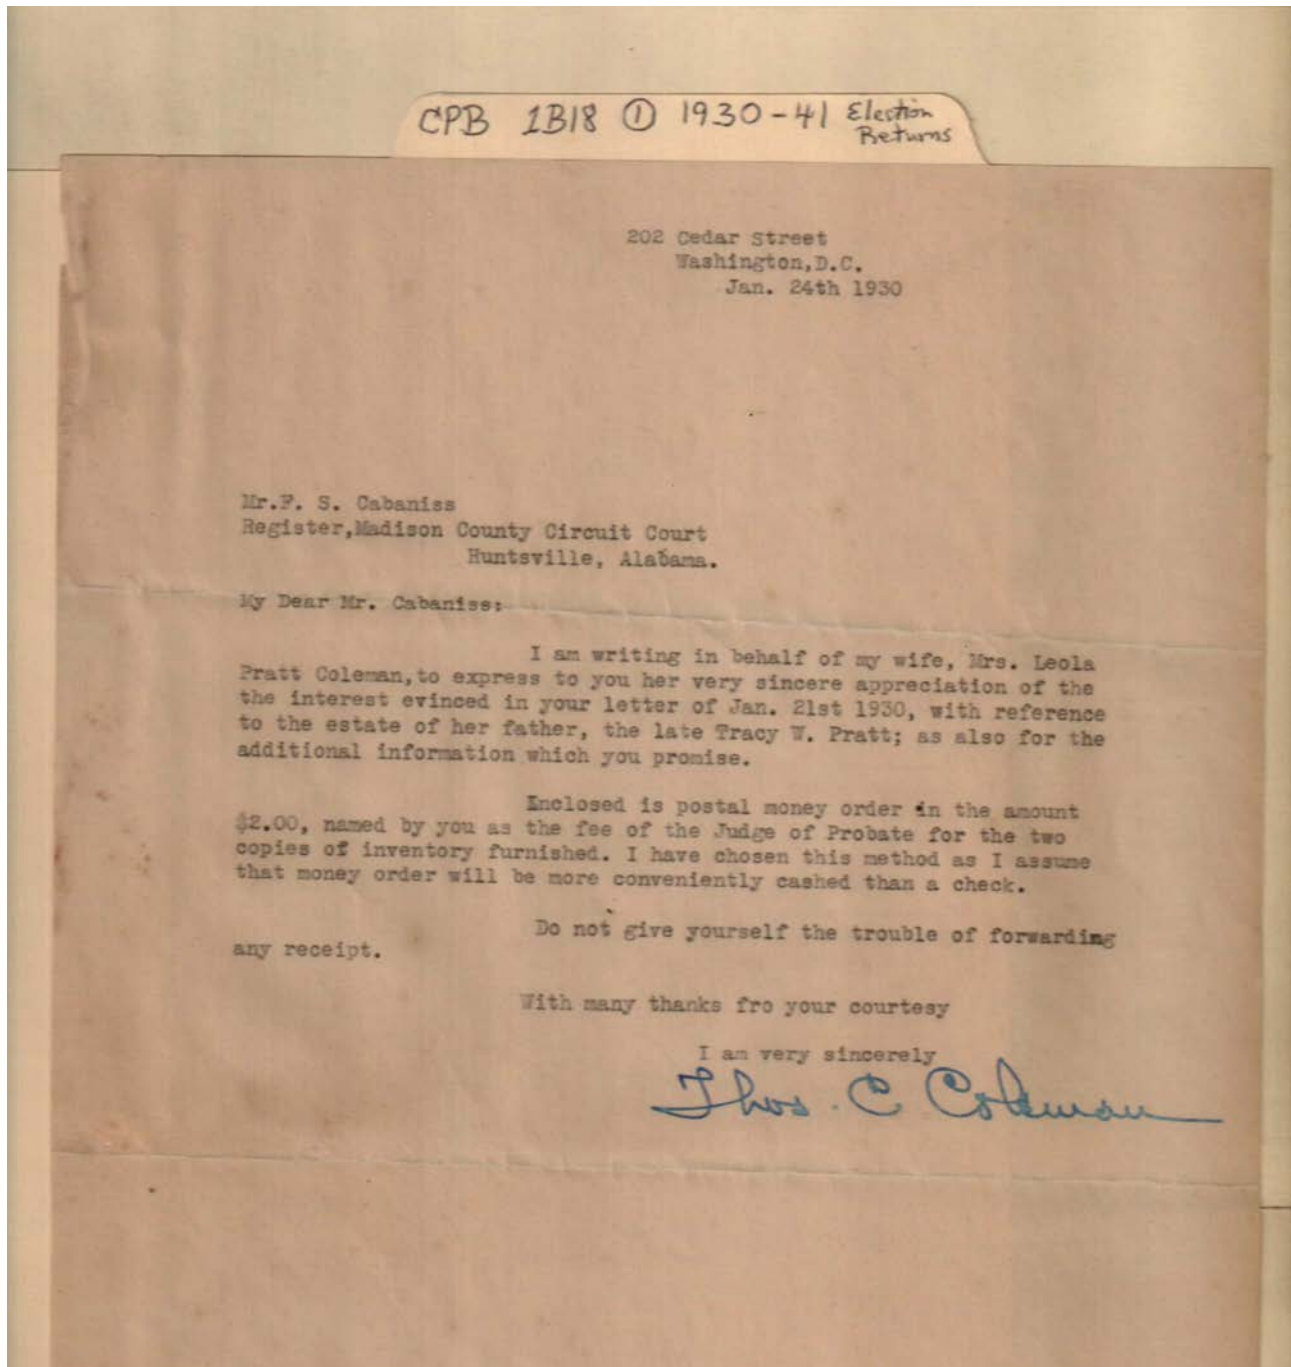 CPB 1B18 ① 1930-41 Election
Returns
202 Cedar Street
Washington,D.C.
Jan. 24th 1930
Mr.F. S. Cabaniss
Register,Madison County Circuit Court
Huntsville, Alabama.
My Dear Mr. Cabaniss:
I am writing in behalf of my wife, Mrs. Leola
Pratt Coleman,to express to you her very sincere appreciation of the
the interest evinced in your letter of Jan. 21st 1930, with reference
to the estate of her father, the late Tracy W. Pratt; as also for the
additional information which you promise.
Inclosed is postal money order in the amount
$2.00, named by you as the fee of the Judge of Probate for the two
copies of inventory furnished. I have chosen this method as I assume
that money order will be more conveniently cashed than a check.
Do not give yourself the trouble of forwarding
any receipt.
With many thanks fro your courtesy
I am very sincerely
Thos. C Coleman